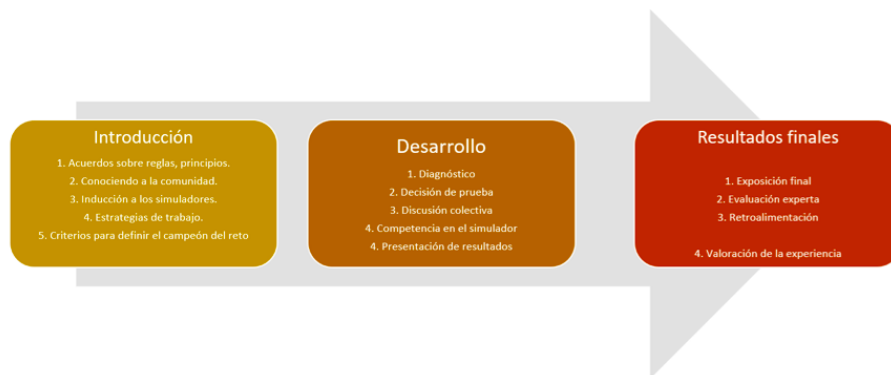 Introducción
1. Acuerdos sobre reglas, principios.
2. Conociendo a la comunidad.
3. Inducción a los simuladores.
4. Estrategias de trabajo.
5. Criterios para definir el campeón del reto
Desarrollo
1. Diagnóstico
2. Decisión de prueba
3. Discusión colectiva
4. Competencia en el simulador
4. Presentación de resultados
Resultados finales
1. Exposición final
2. Evaluación experta
3. Retroalimentación
4. Valoración de la experiencia